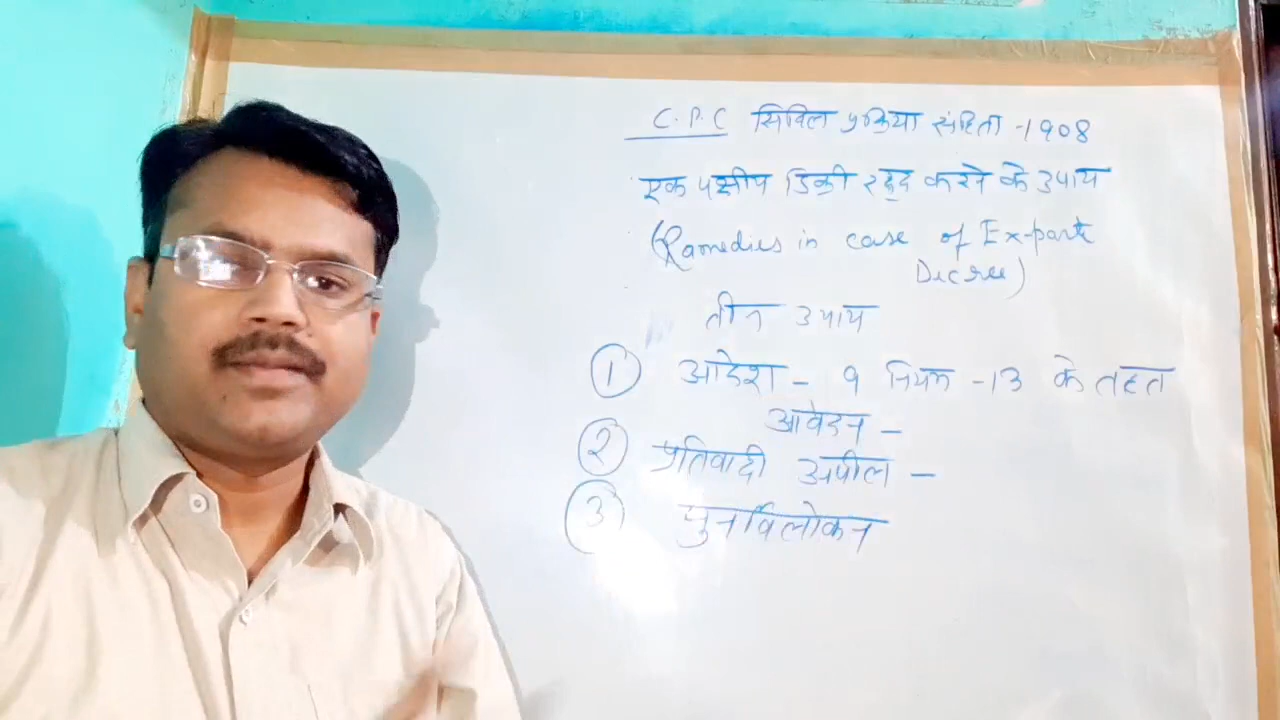 C.P.C सिविल प्रक्रिया संहिता -1908
एक पक्षीय डिक्री रद्द करने के उपाय
(Ramedies in case of Ex-parte
Decree)
तीन उपाय
① आदेश - 9 नियम -13 के तहत
आवेदन -
② प्रतिवादी अपील -
③ पुनर्विलोकन